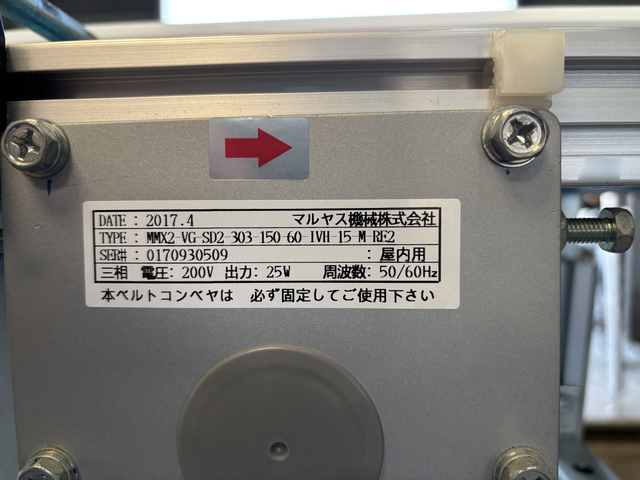 DATE : 2017.4 マルヤス機械株式会社
TYPE : MMX2-VG-SD2-303-150-60-IVH-15-M-RF2
SER# : 0170930509 : 屋内用
三相 電圧: 200V 出力: 25W 周波数: 50/60Hz
本ベルトコンベヤは 必ず固定してご使用下さい